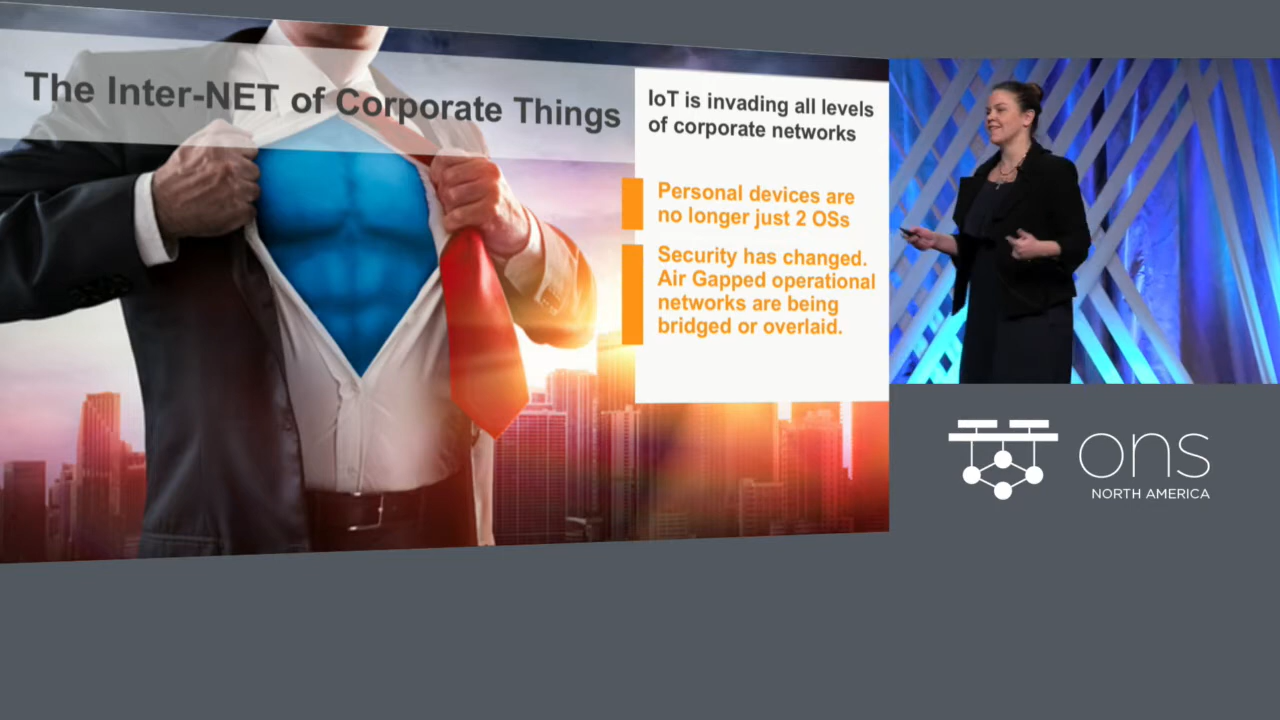 The Inter-NET of Corporate Things
IoT is invading all levels
of corporate networks
Personal devices are
no longer just 2 OSs
Security has changed.
Air Gapped operational
networks are being
bridged or overlaid.
ons
NORTH AMERICA